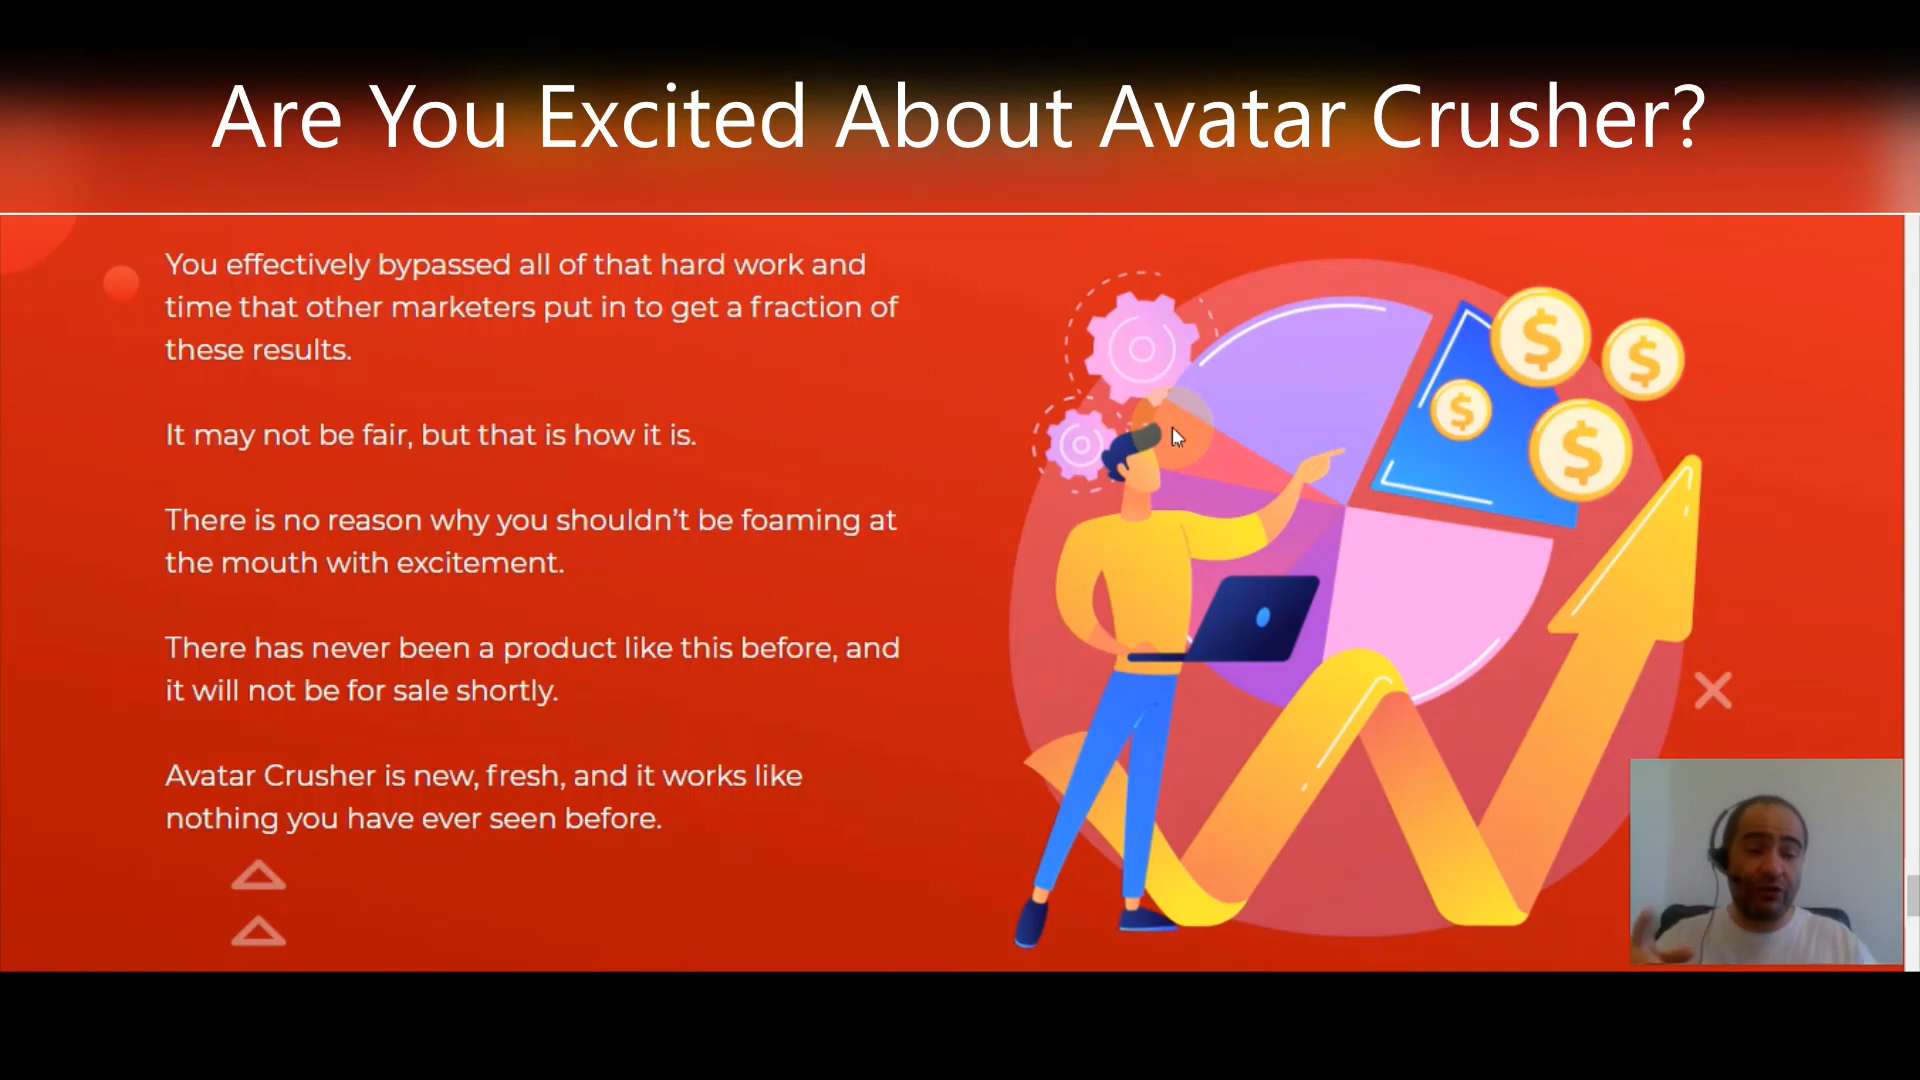 Are You Excited About Avatar Crusher?
You effectively bypassed all of that hard work and
time that other marketers put in to get a fraction of
these results.
It may not be fair, but that is how it is.
There is no reason why you shouldn’t be foaming at
the mouth with excitement.
There has never been a product like this before, and
it will not be for sale shortly.
Avatar Crusher is new, fresh, and it works like
nothing you have ever seen before.
$
$
$
$